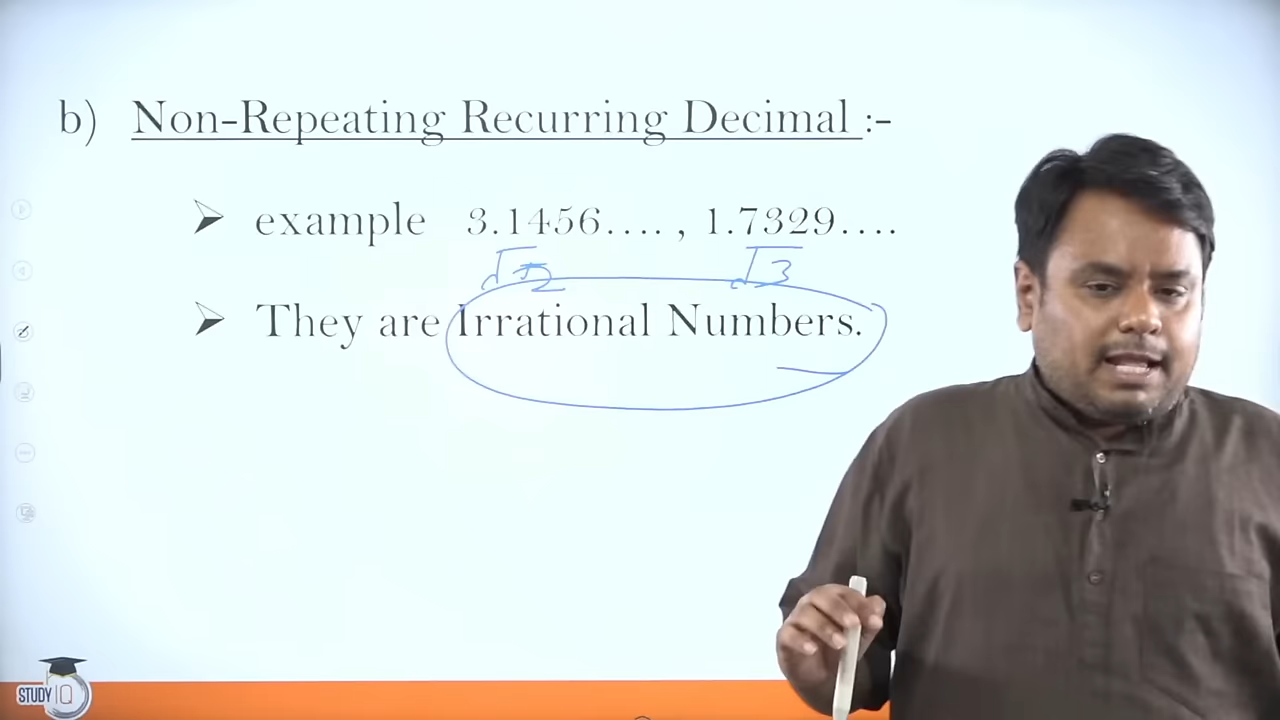 b) Non-Repeating Recurring Decimal :-
➢ example 3.1456.... , 1.7329....
√3
➢ They are Irrational Numbers.
STUDY IQ